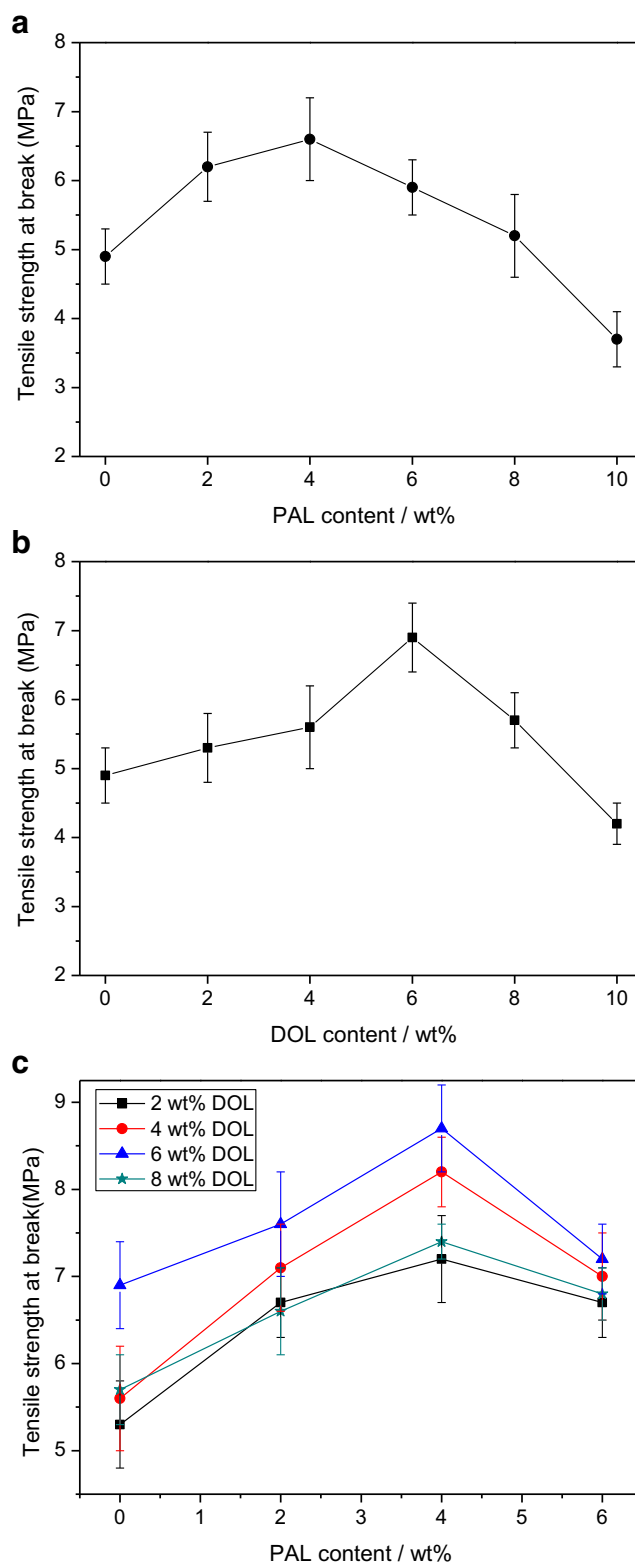 a
8
7
6
5
4
3
2
Tensile strength at break (MPa)
0 2 4 6 8 10
PAL content / wt%
b
8
7
6
5
4
3
2
Tensile strength at break (MPa)
0 2 4 6 8 10
DOL content / wt%
c
9
8
7
6
5
Tensile strength at break(MPa)
2 wt% DOL
4 wt% DOL
6 wt% DOL
8 wt% DOL
0 1 2 3 4 5 6
PAL content / wt%